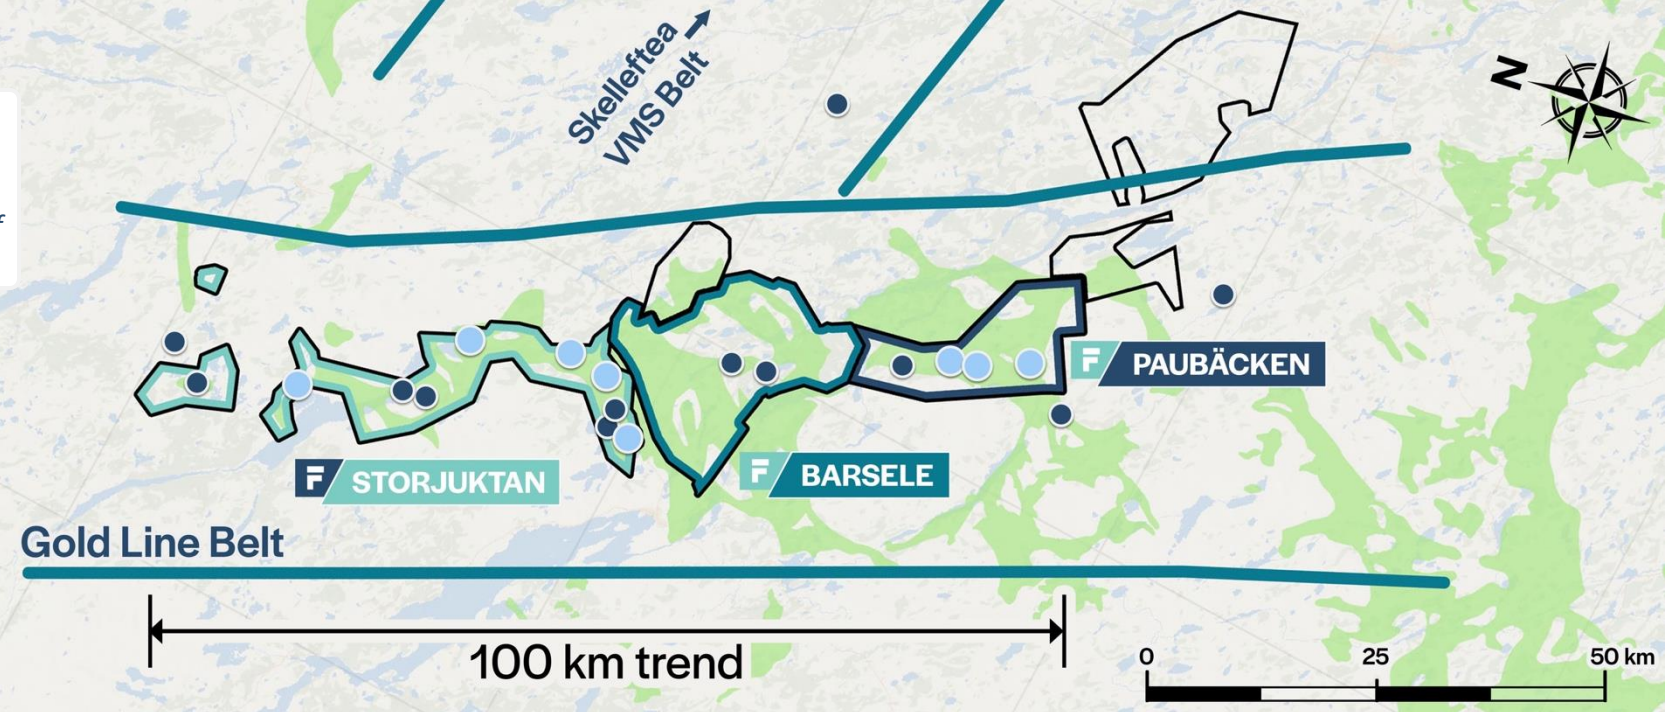 Skelleftea
VMS Belt
N
F PAUBÄCKEN
F STORJUKTAN
F BARSELE
Gold Line Belt
100 km trend
0 25 50 km